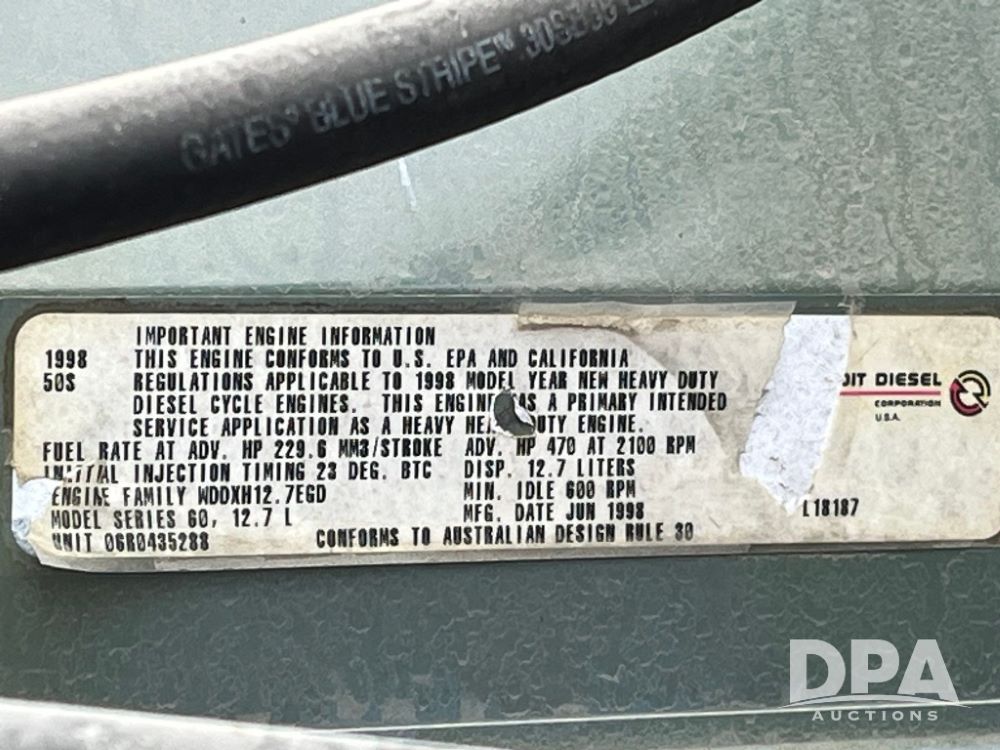 GATES® BLUE STRIPE™
IMPORTANT ENGINE INFORMATION
1998 THIS ENGINE CONFORMS TO U.S. EPA AND CALIFORNIA
50S REGULATIONS APPLICABLE TO 1998 MODEL YEAR NEW HEAVY DUTY
DIESEL CYCLE ENGINES. THIS ENGINE HAS A PRIMARY INTENDED
SERVICE APPLICATION AS A HEAVY HEAVY DUTY ENGINE.
FUEL RATE AT ADV. HP 229.6 MM3/STROKE ADV. HP 470 AT 2100 RPM
INITIAL INJECTION TIMING 23 DEG. BTC DISP. 12.7 LITERS
ENGINE FAMILY WDDXH12.7EGD MIN. IDLE 600 RPM
MODEL SERIES 60, 12.7 L MFG. DATE JUN 1998
UNIT 06R0435288 CONFORMS TO AUSTRALIAN DESIGN RULE 30
OIT DIESEL
CORPORATION
U.S.A.
L18187
DPA
AUCTIONS